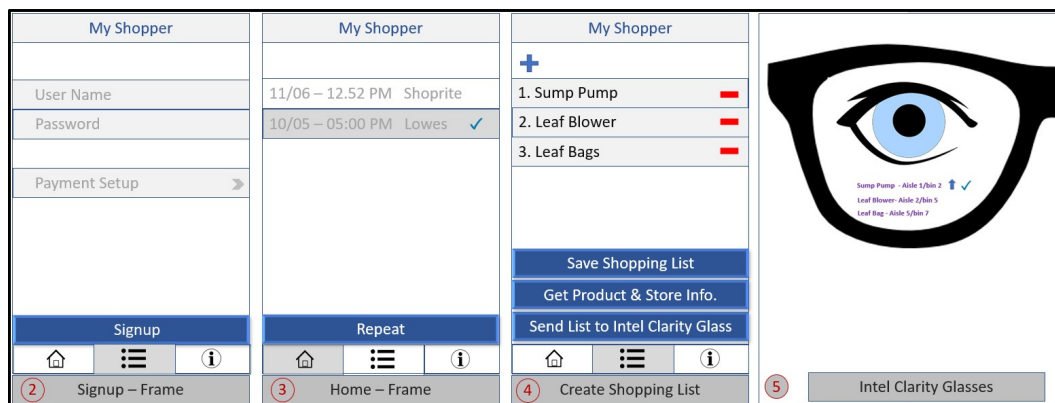 My Shopper
User Name
Password
Payment Setup
Signup
2 Signup – Frame
My Shopper
11/06 – 12.52 PM Shoprite
10/05 – 05:00 PM Lowes ✓
Repeat
3 Home – Frame
My Shopper
1. Sump Pump
2. Leaf Blower
3. Leaf Bags
Save Shopping List
Get Product & Store Info.
Send List to Intel Clarity Glass
4 Create Shopping List
Sump Pump - Aisle 1/bin 2
Leaf Blower- Aisle 2/bin 5
Leaf Bag - Aisle 5/bin 7
5 Intel Clarity Glasses